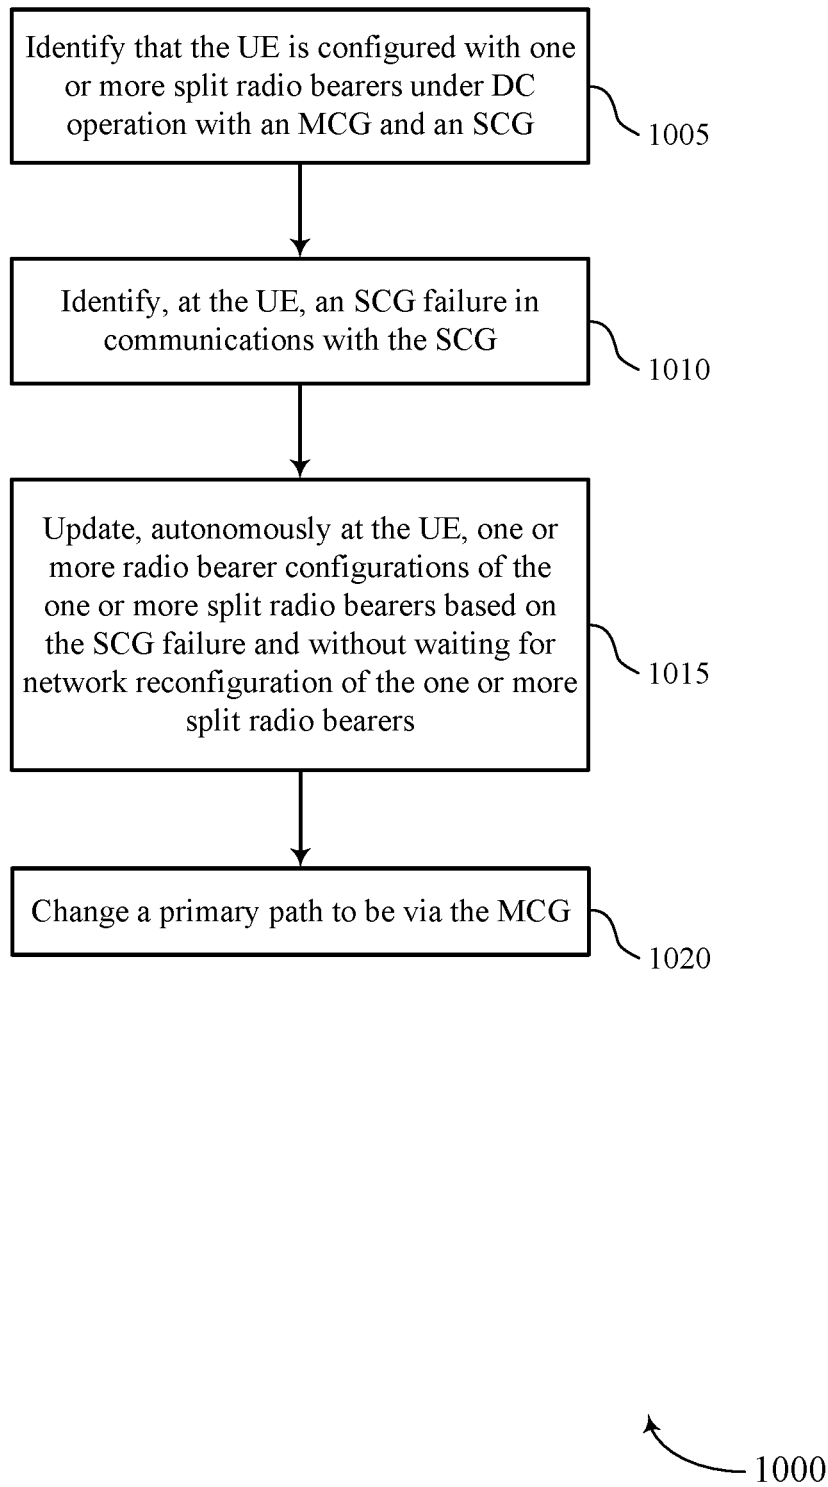 Identify that the UE is configured with one
or more split radio bearers under DC
operation with an MCG and an SCG
1005
Identify, at the UE, an SCG failure in
communications with the SCG
1010
Update, autonomously at the UE, one or
more radio bearer configurations of the
one or more split radio bearers based on
the SCG failure and without waiting for
network reconfiguration of the one or more
split radio bearers
1015
Change a primary path to be via the MCG
1020
1000